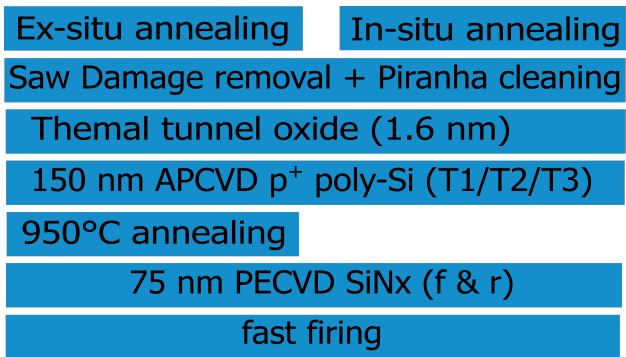 Ex-situ annealing In-situ annealing
Saw Damage removal + Piranha cleaning
Themal tunnel oxide (1.6 nm)
150 nm APCVD p⁺ poly-Si (T1/T2/T3)
950°C annealing
75 nm PECVD SiNx (f & r)
fast firing